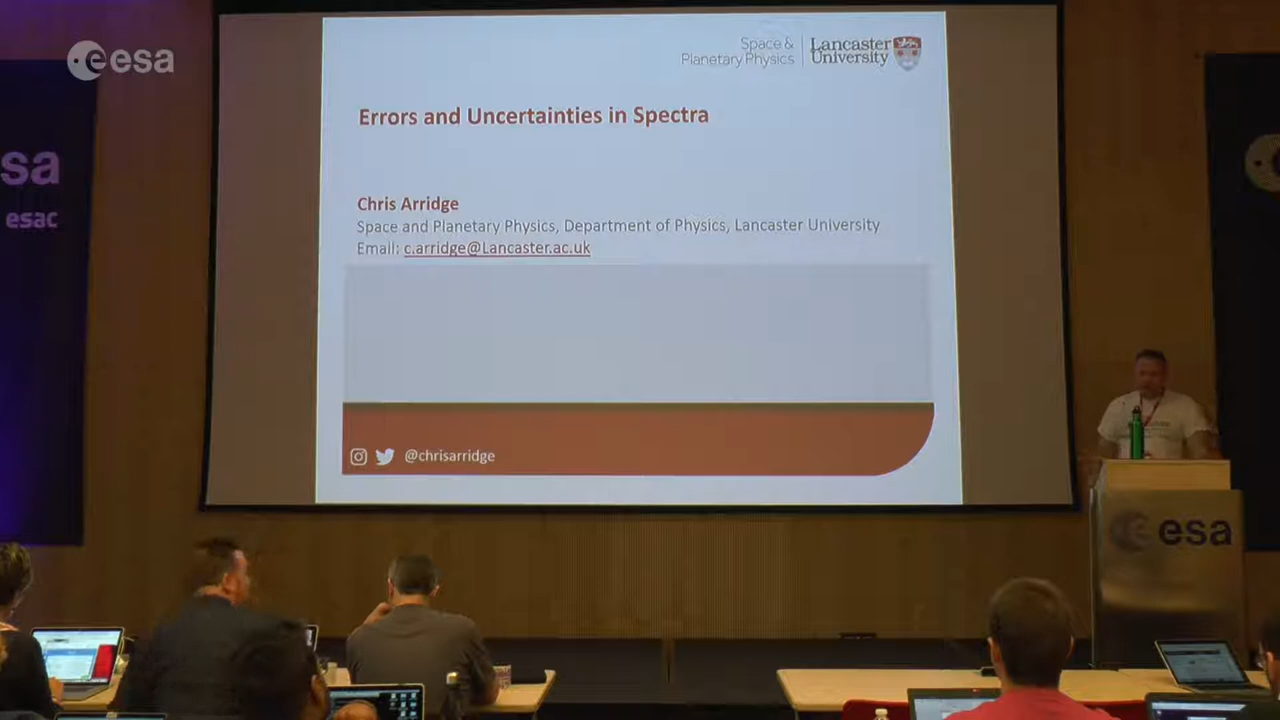 esa
sa
esac
Space &
Planetary Physics
Lancaster
University
Errors and Uncertainties in Spectra
Chris Arridge
Space and Planetary Physics, Department of Physics, Lancaster University
Email: c.arridge@Lancaster.ac.uk
@chrisarridge
esa